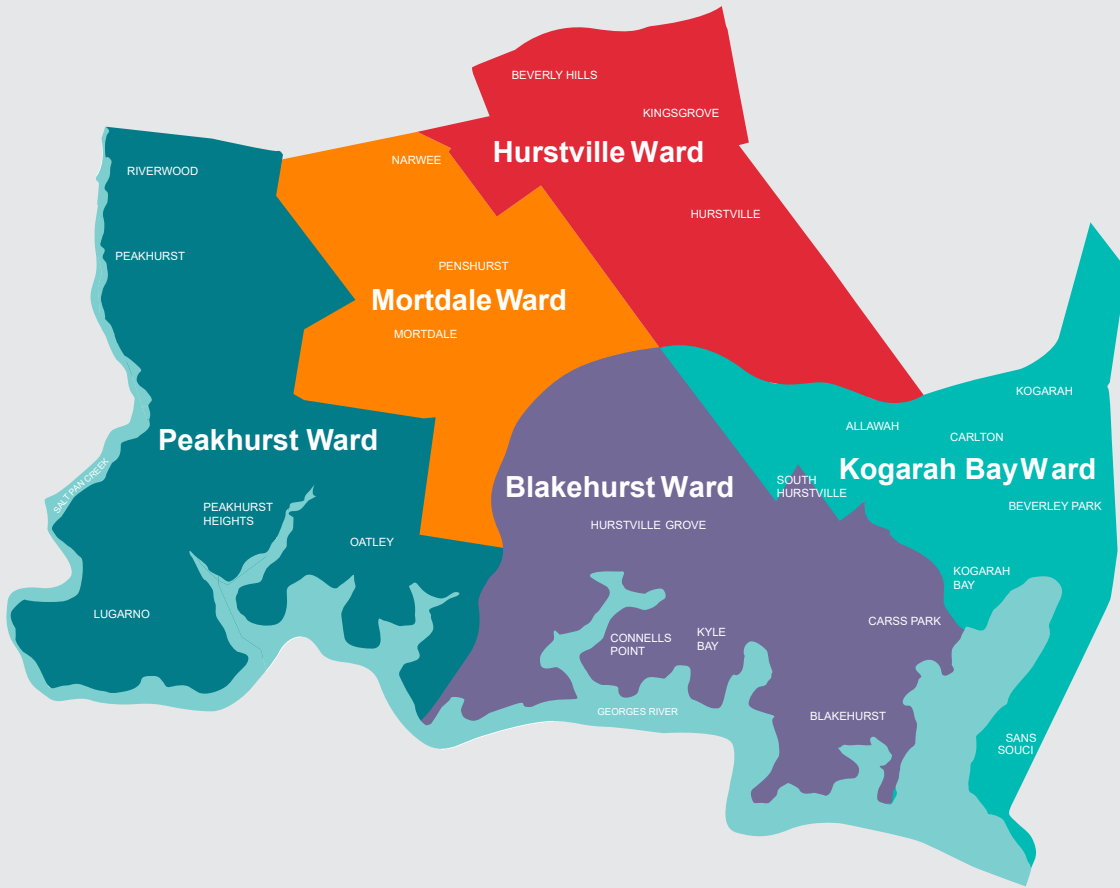 BEVERLY HILLS
KINGSGROVE
Hurstville Ward
NARWEE
RIVERWOOD
HURSTVILLE
PEAKHURST
PENSHURST
Mortdale Ward
MORTDALE
KOGARAH
ALLAWAH
CARLTON
Peakhurst Ward
Kogarah Bay Ward
SALT PAN CREEK
Blakehurst Ward
SOUTH
HURSTVILLE
PEAKHURST
HEIGHTS
BEVERLEY PARK
HURSTVILLE GROVE
OATLEY
KOGARAH
BAY
LUGARNO
CARSS PARK
CONNELLS
POINT
KYLE
BAY
GEORGES RIVER
BLAKEHURST
SANS
SOUCI